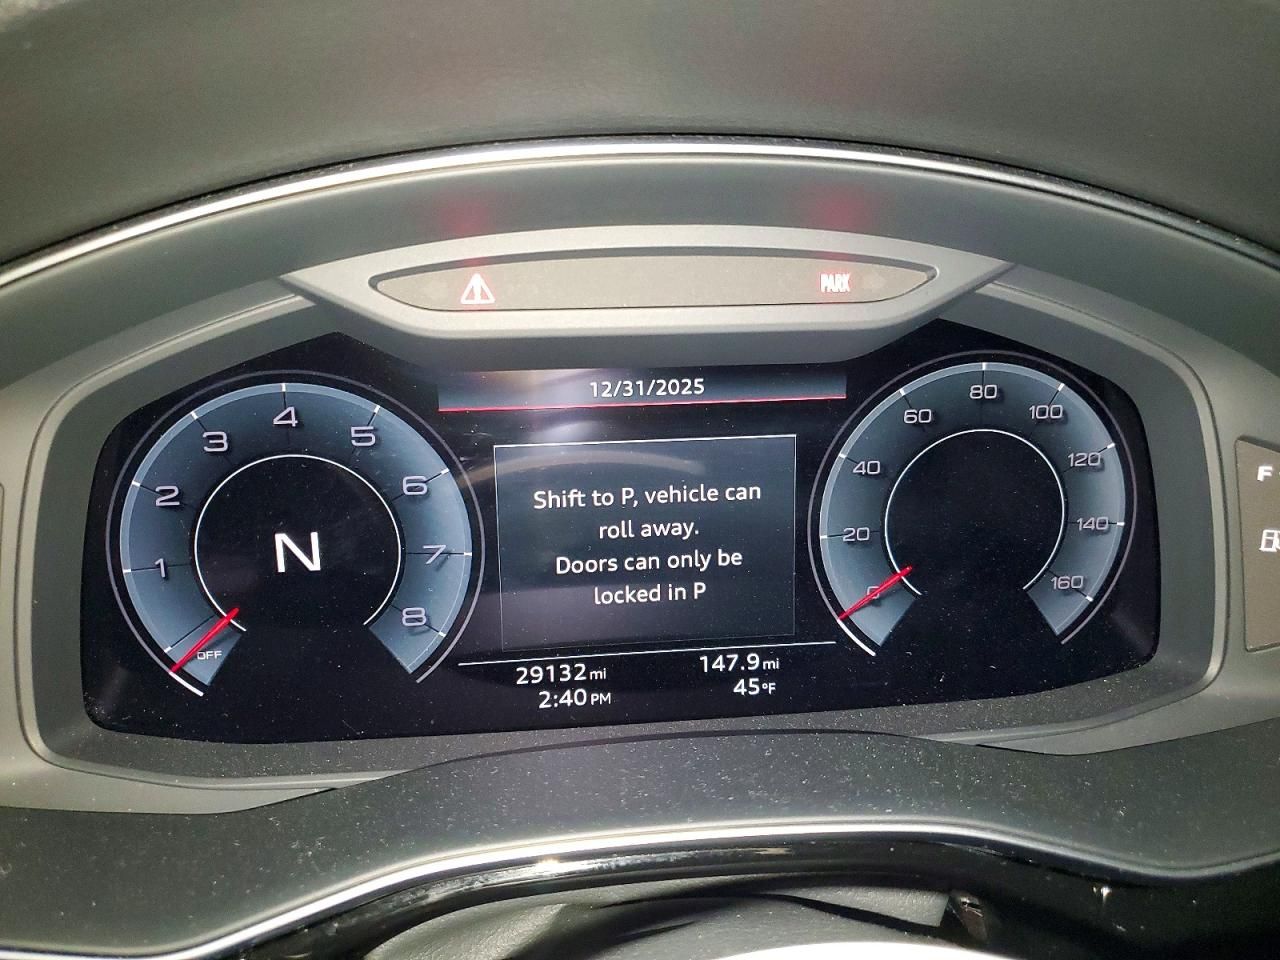 PARK
12/31/2025
1
2
3
4
5
6
7
8
OFF
N
Shift to P, vehicle can
roll away.
Doors can only be
locked in P
0
20
40
60
80
100
120
140
160
F
29132 mi
147.9 mi
2:40 PM
45°F